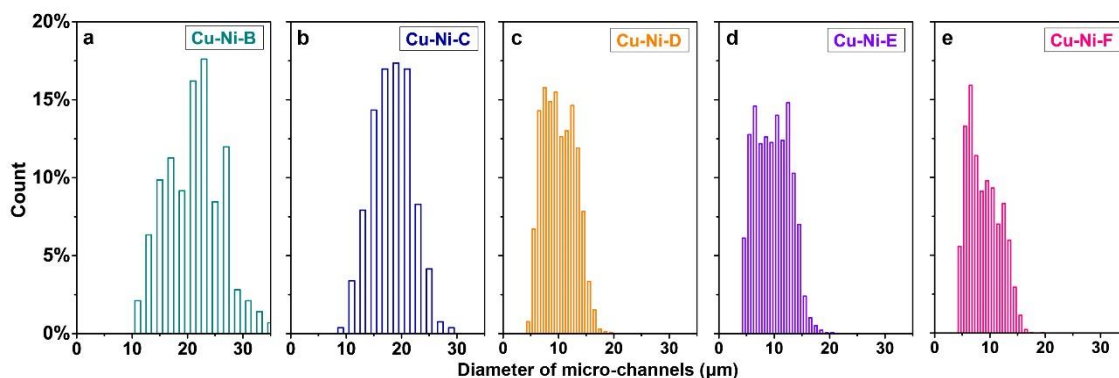 20%
15%
10%
5%
0%
Count
a
Cu-Ni-B
b
Cu-Ni-C
c
Cu-Ni-D
d
Cu-Ni-E
e
Cu-Ni-F
0 10 20 30
0 10 20 30
0 10 20 30
0 10 20 30
0 10 20 30
Diameter of micro-channels (μm)